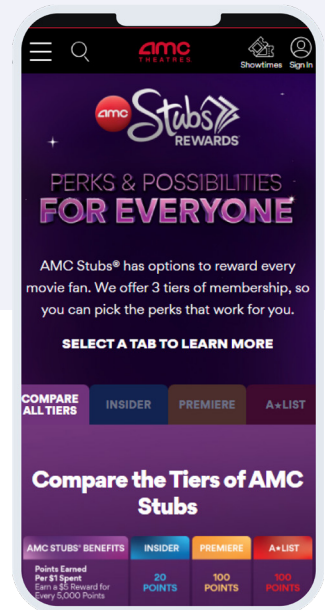 amc
THEATRES
Showtimes
Sign In
amc Stubs
REWARDS
PERKS & POSSIBILITIES
FOR EVERYONE
AMC Stubs® has options to reward every
movie fan. We offer 3 tiers of membership, so
you can pick the perks that work for you.
SELECT A TAB TO LEARN MORE
COMPARE
ALL TIERS
INSIDER
PREMIERE
A★LIST
Compare the Tiers of AMC
Stubs
AMC STUBS® BENEFITS
INSIDER
PREMIERE
A★LIST
Points Earned
Per $1 Spent
Earn a $5 Reward for
Every 5,000 Points
20
POINTS
100
POINTS
100
POINTS